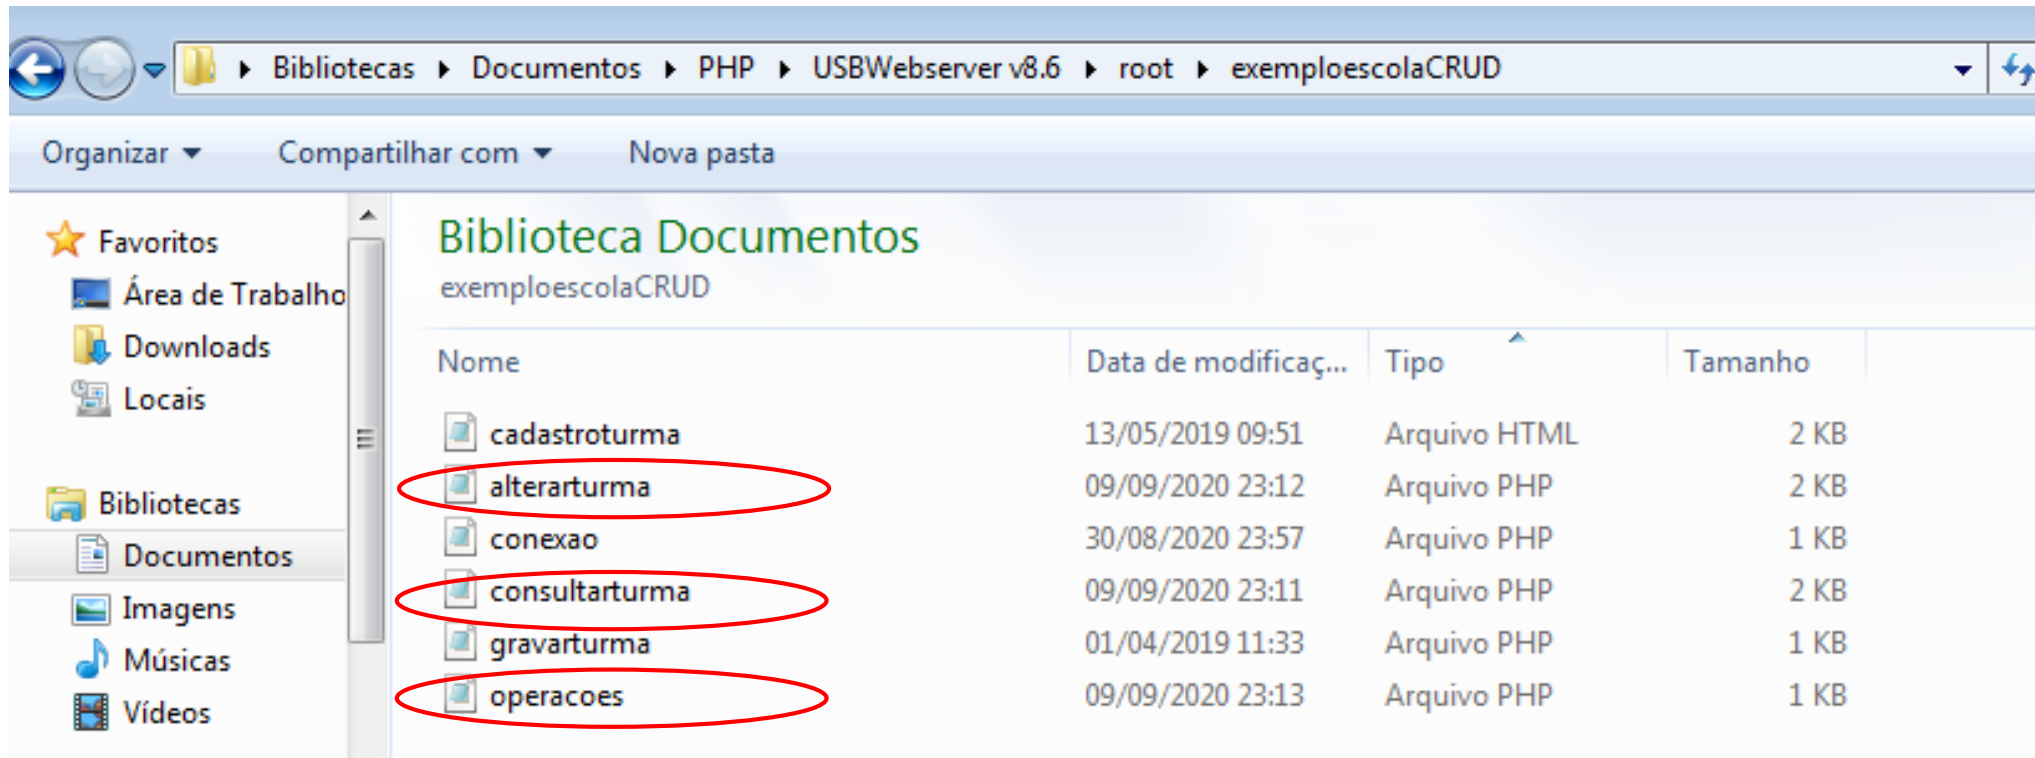 Bibliotecas Documentos PHP USBWebserver v8.6 root exemploescolaCRUD
Organizar Compartilhar com Nova pasta
Favoritos
Área de Trabalho
Downloads
Locais
Bibliotecas
Documentos
Imagens
Músicas
Vídeos
Biblioteca Documentos
exemploescolaCRUD
Nome Data de modificaç... Tipo Tamanho
cadastroturma 13/05/2019 09:51 Arquivo HTML 2 KB
alterarturma 09/09/2020 23:12 Arquivo PHP 2 KB
conexao 30/08/2020 23:57 Arquivo PHP 1 KB
consultarturma 09/09/2020 23:11 Arquivo PHP 2 KB
gravarturma 01/04/2019 11:33 Arquivo PHP 1 KB
operacoes 09/09/2020 23:13 Arquivo PHP 1 KB